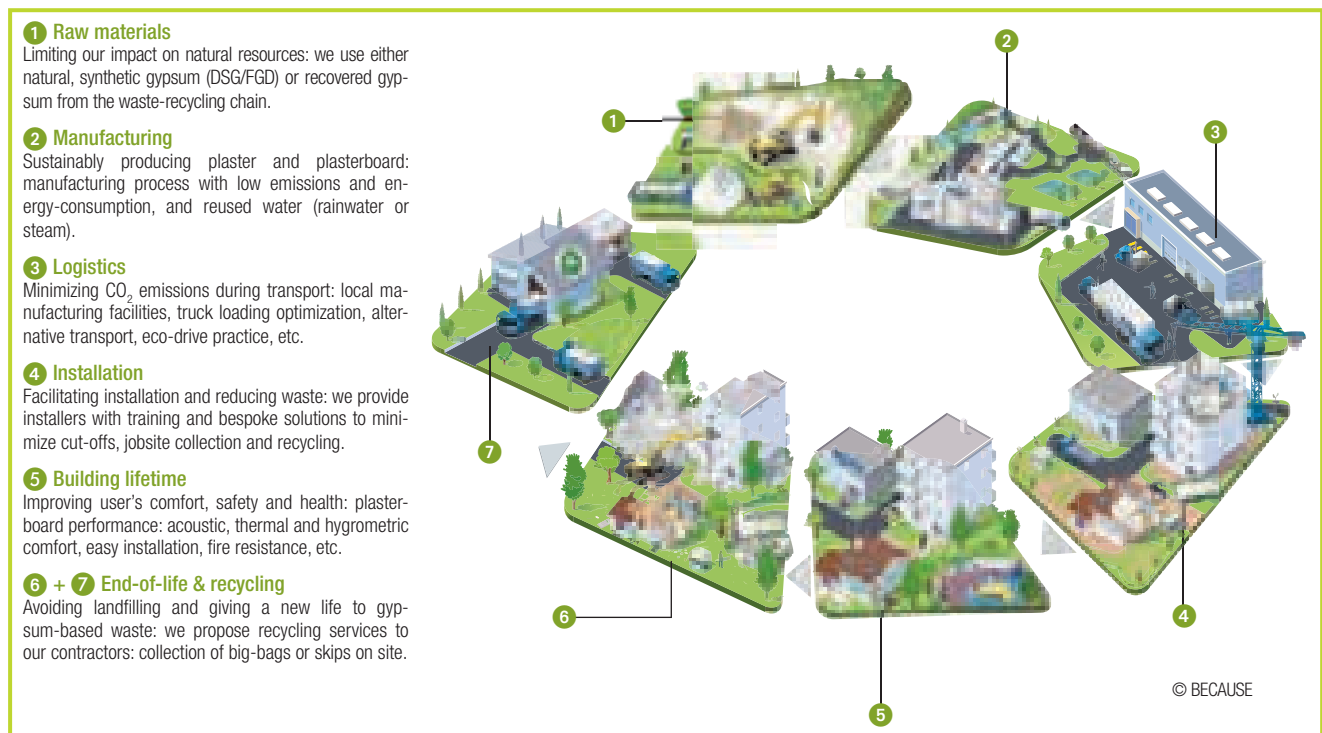 1 Raw materials
Limiting our impact on natural resources: we use either
natural, synthetic gypsum (DSG/FGD) or recovered gyp-
sum from the waste-recycling chain.
2 Manufacturing
Sustainably producing plaster and plasterboard:
manufacturing process with low emissions and en-
ergy-consumption, and reused water (rainwater or
steam).
3 Logistics
Minimizing CO₂ emissions during transport: local ma-
nufacturing facilities, truck loading optimization, alter-
native transport, eco-drive practice, etc.
4 Installation
Facilitating installation and reducing waste: we provide
installers with training and bespoke solutions to mini-
mize cut-offs, jobsite collection and recycling.
5 Building lifetime
Improving user's comfort, safety and health: plaster-
board performance: acoustic, thermal and hygrometric
comfort, easy installation, fire resistance, etc.
6 + 7 End-of-life & recycling
Avoiding landfilling and giving a new life to gyp-
sum-based waste: we propose recycling services to
our contractors: collection of big-bags or skips on site.
1
2
3
4
5
6
7
© BECAUSE